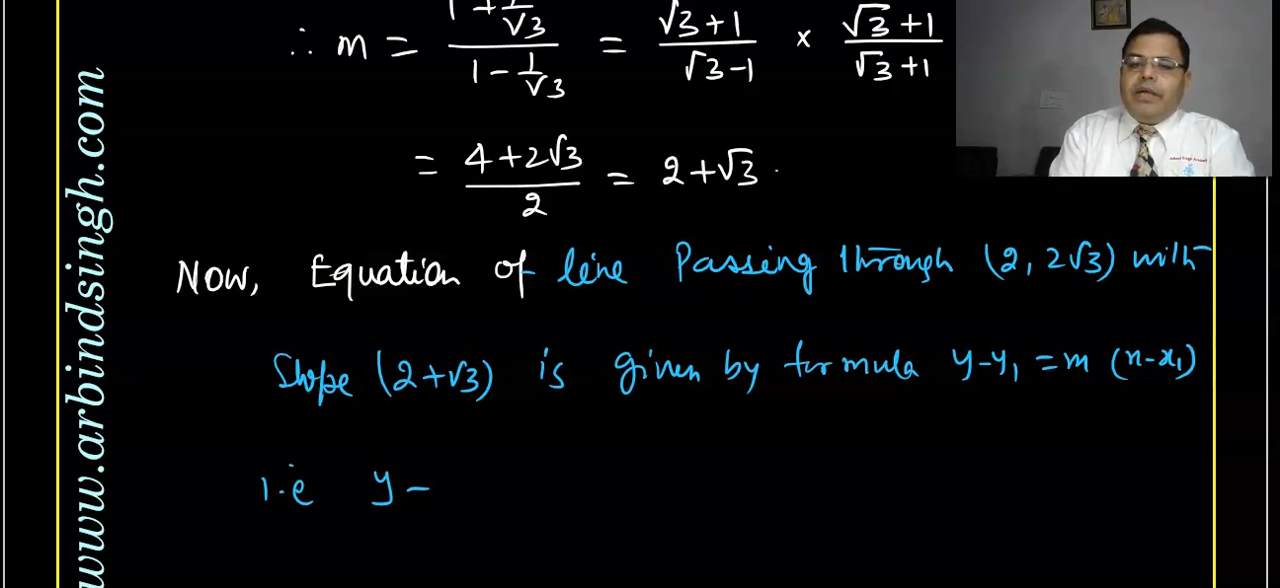 ∴ m = (1 + 1/√3)/(1 - 1/√3) = (√3+1)/(√3-1) × (√3+1)/(√3+1)
= (4+2√3)/2 = 2+√3.
Now, Equation of line Passing through (2, 2√3) with
Slope (2+√3) is given by formula y-y₁ = m (x-x₁)
i.e y -
www.arbindsingh.com